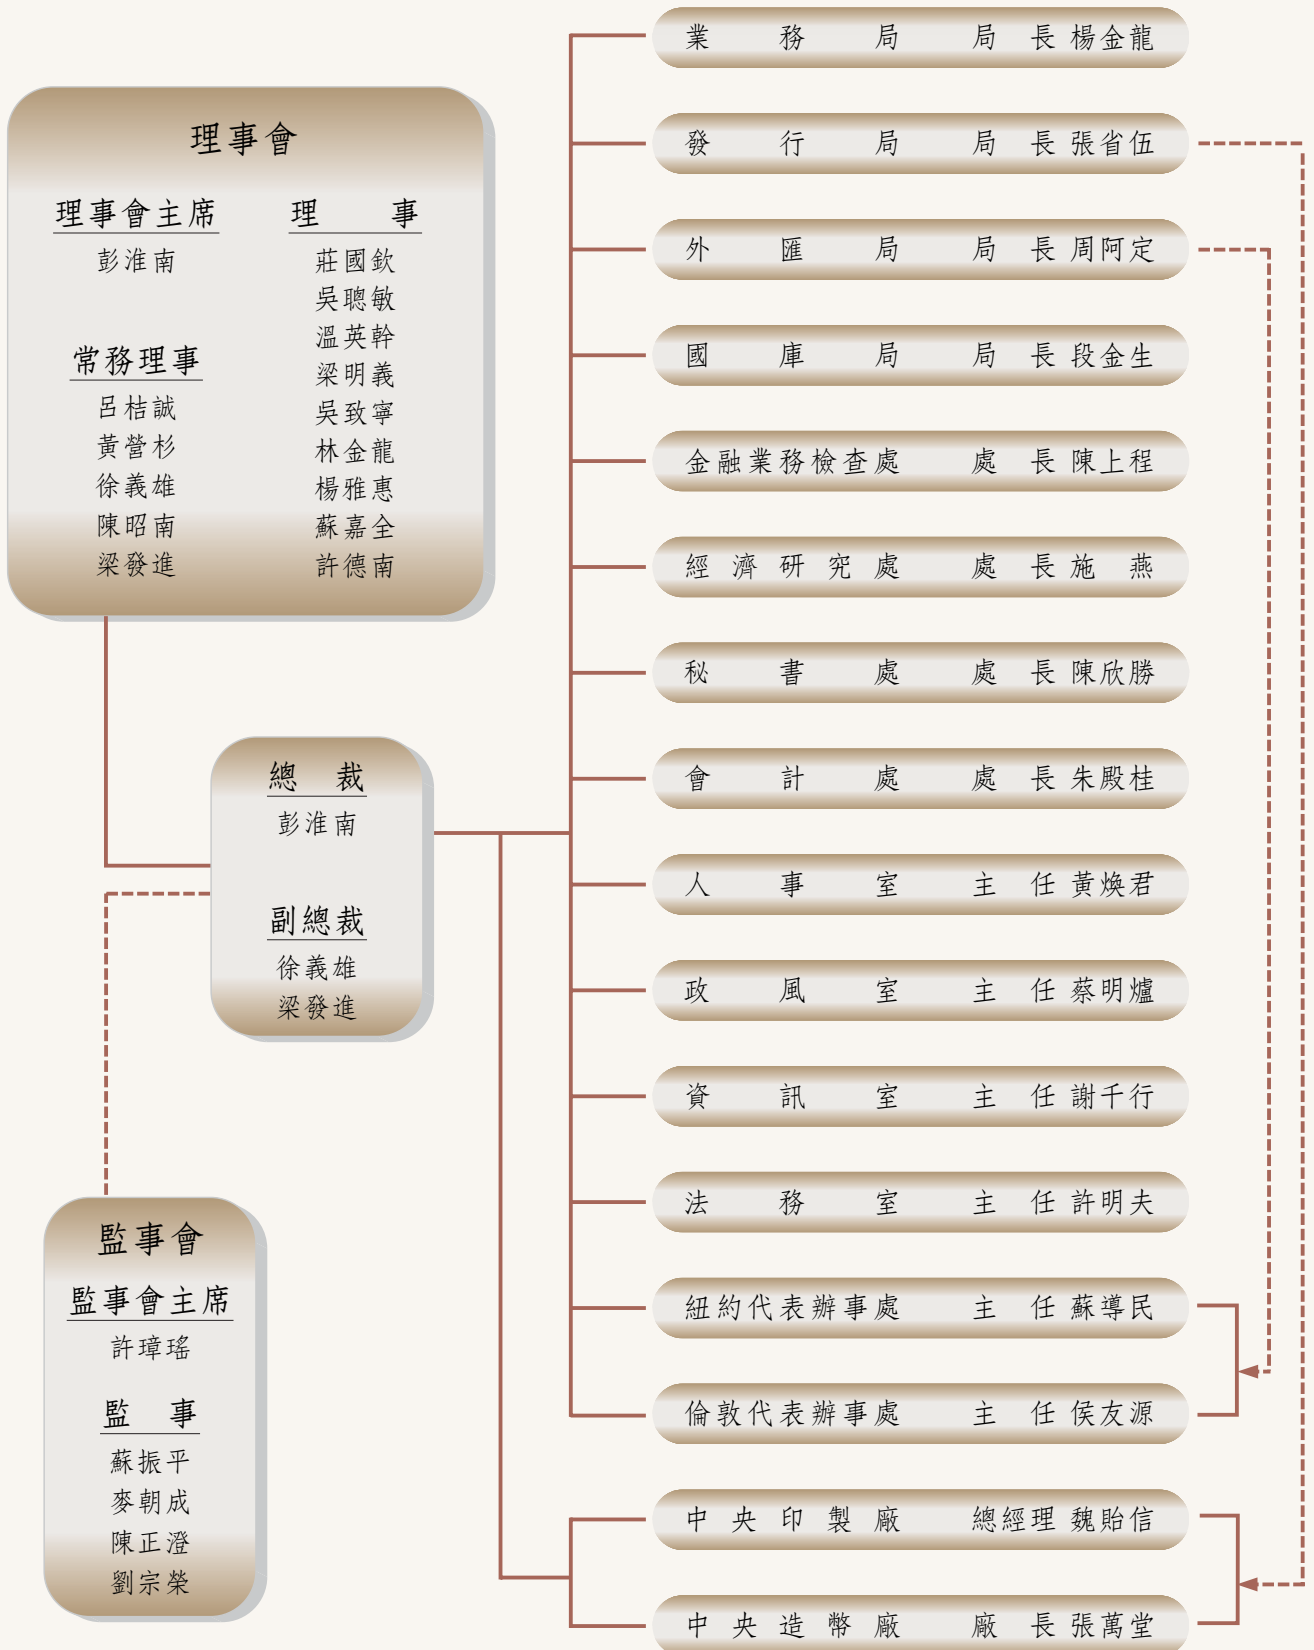 理事會
理事會主席
彭淮南
常務理事
呂桔誠
黃營杉
徐義雄
陳昭南
梁發進
理 事
莊國欽
吳聰敏
溫英幹
梁明義
吳致寧
林金龍
楊雅惠
蘇嘉全
許德南
總 裁
彭淮南
副總裁
徐義雄
梁發進
監事會
監事會主席
許璋瑤
監 事
蘇振平
麥朝成
陳正澄
劉宗榮
業務局 局長 楊金龍
發行局 局長 張省伍
外匯局 局長 周阿定
國庫局 局長 段金生
金融業務檢查處 處長 陳上程
經濟研究處 處長 施燕
秘書處 處長 陳欣勝
會計處 處長 朱殿桂
人事室 主任 黃煥君
政風室 主任 蔡明爐
資訊室 主任 謝千行
法務室 主任 許明夫
紐約代表辦事處 主任 蘇導民
倫敦代表辦事處 主任 侯友源
中央印製廠 總經理 魏貽信
中央造幣廠 廠長 張萬堂